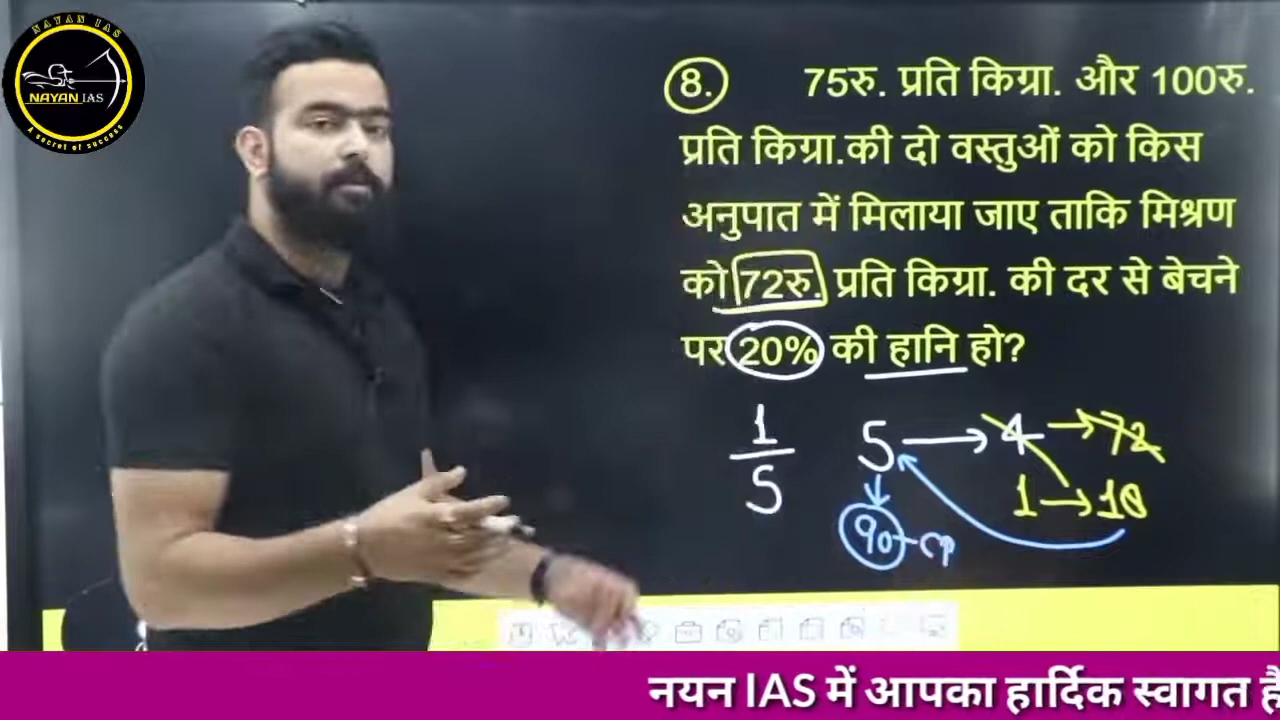 NAYAN IAS
NAYAN IAS
A secret of success
8. 75रु. प्रति किग्रा. और 100रु.
प्रति किग्रा.की दो वस्तुओं को किस
अनुपात में मिलाया जाए ताकि मिश्रण
को 72रु. प्रति किग्रा. की दर से बेचने
पर 20% की हानि हो?
1/5 5 → 4 → 72
1 → 18
90 - CP
नयन IAS में आपका हार्दिक स्वागत है